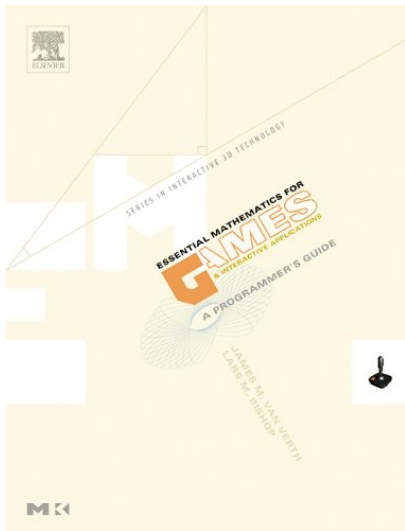 ELSEVIER
SERIES IN INTERACTIVE 3D TECHNOLOGY
ESSENTIAL MATHEMATICS FOR
GAMES
& INTERACTIVE APPLICATIONS
A PROGRAMMER'S GUIDE
JAMES M. VAN VERTH
LARS M. BISHOP
MK